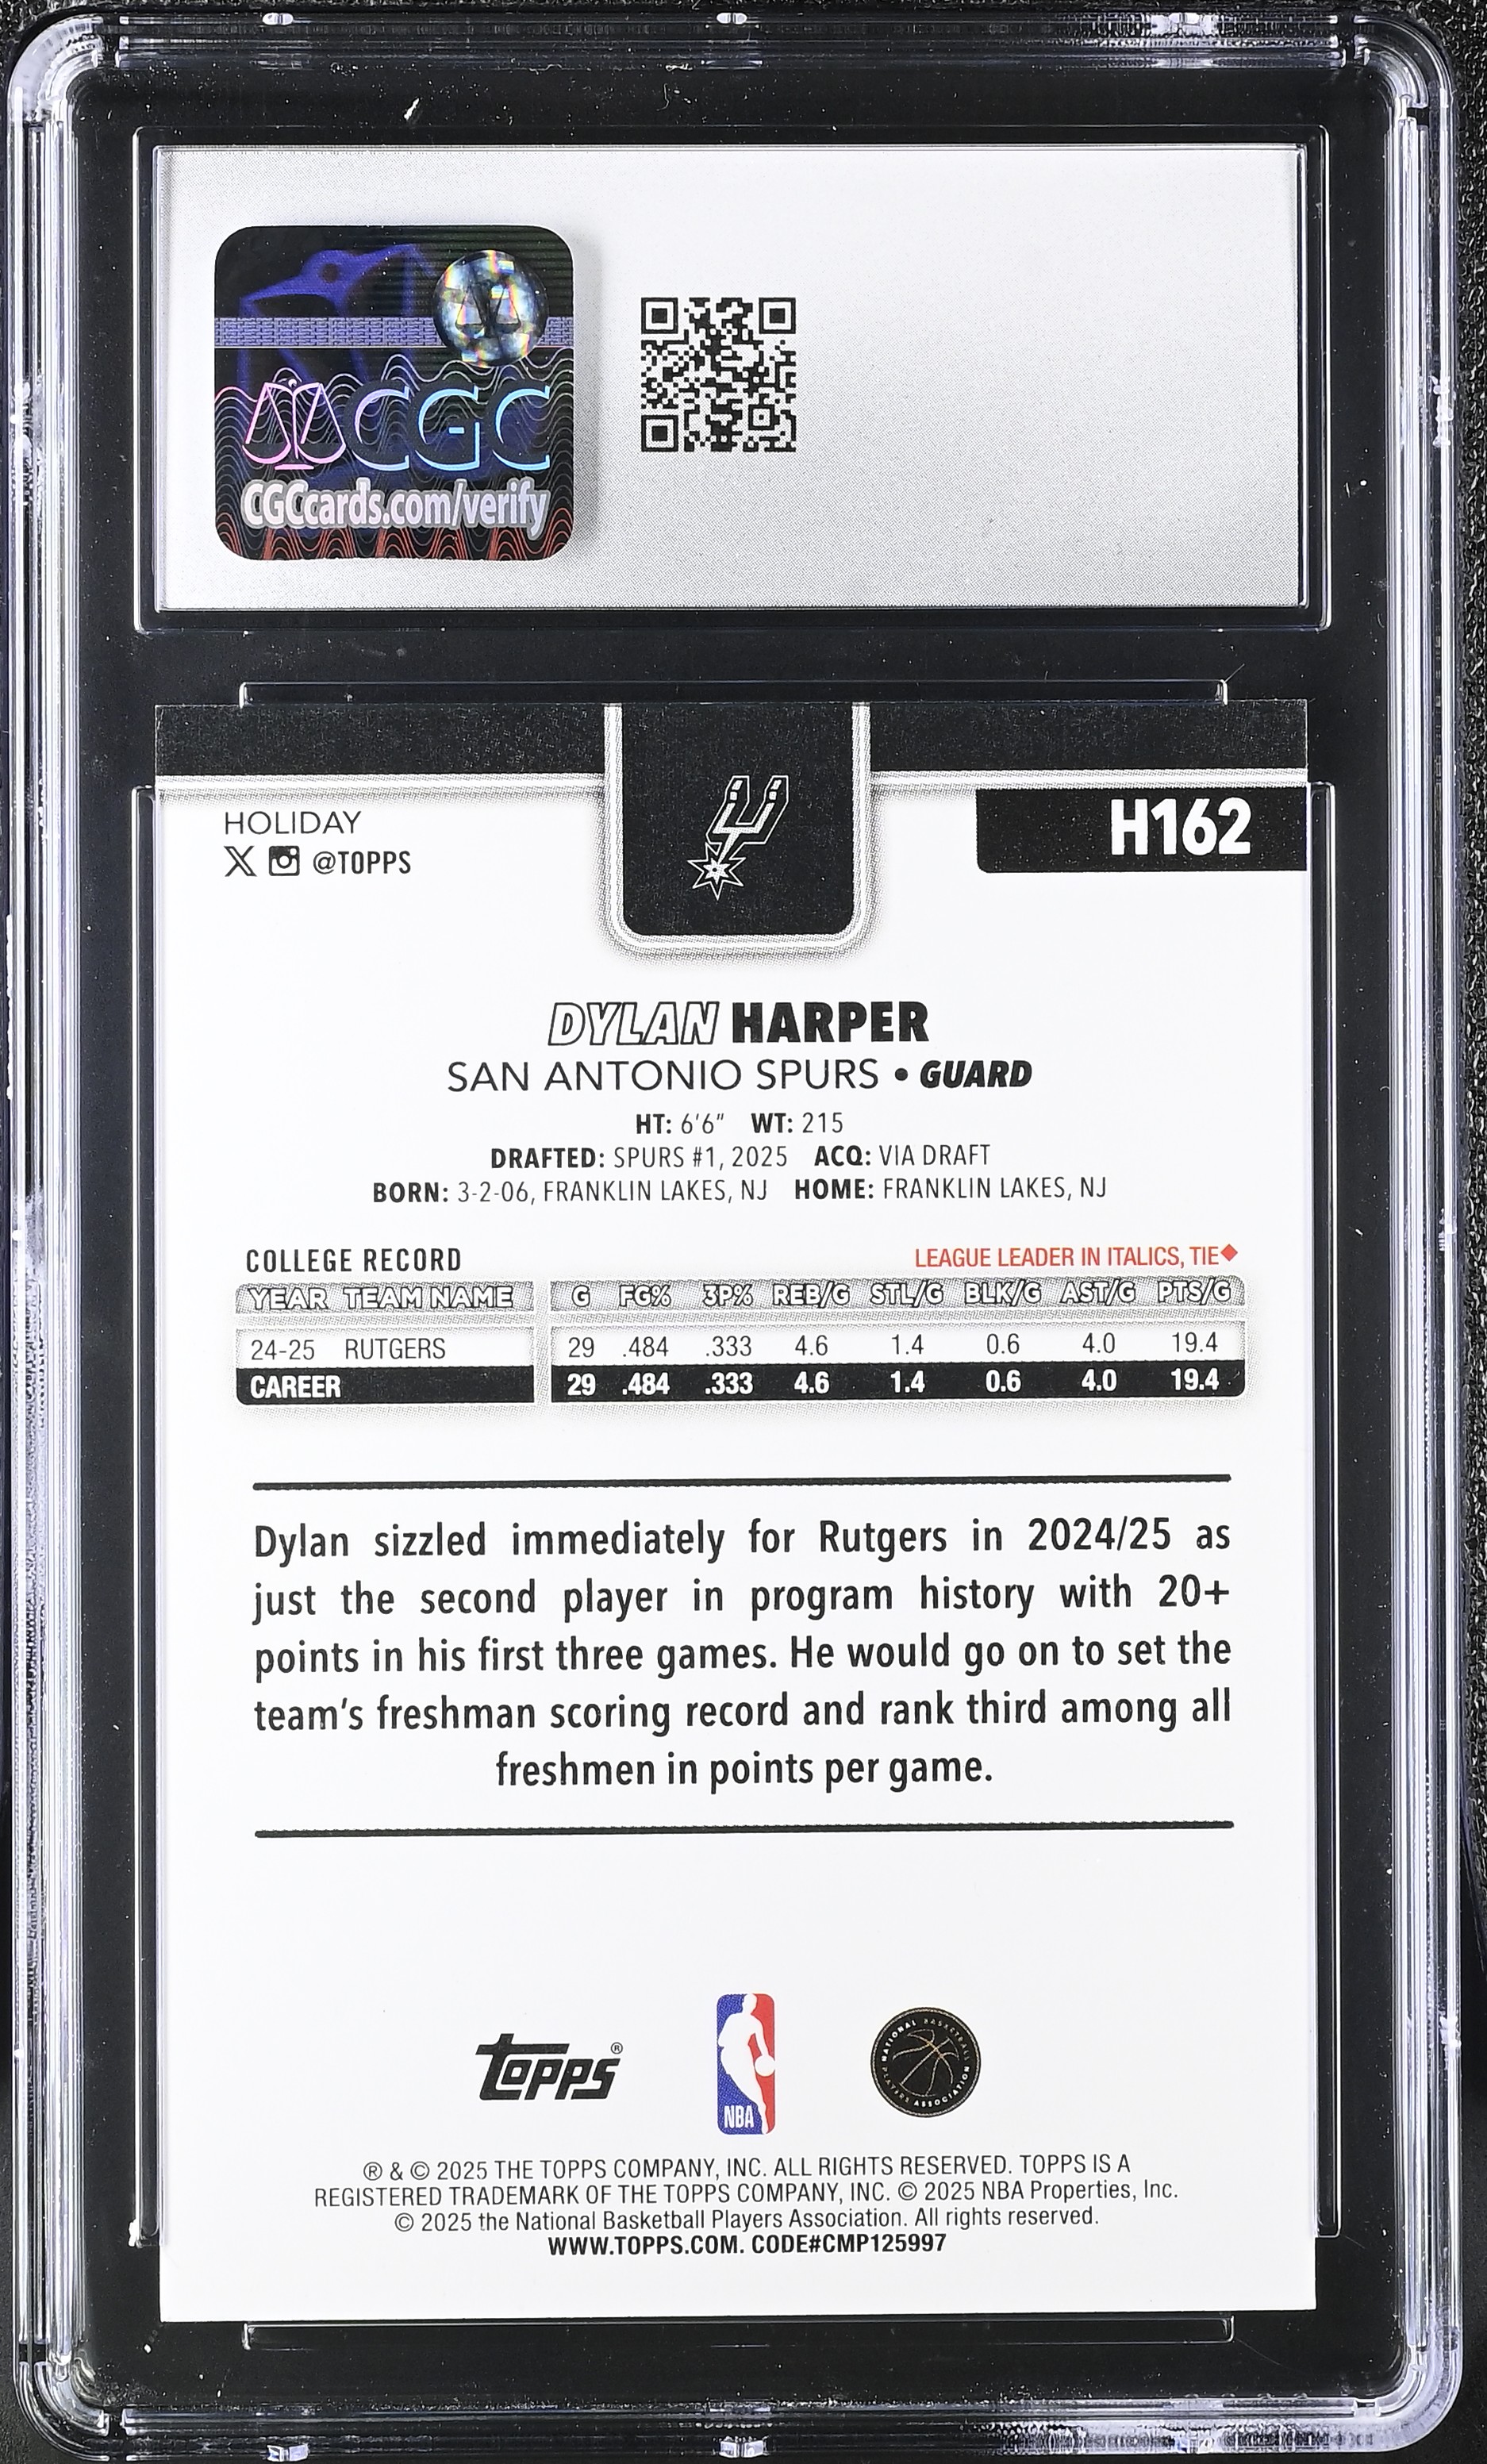 CGC
CGCcards.com/verify
HOLIDAY
@TOPPS
H162
DYLAN HARPER
SAN ANTONIO SPURS • GUARD
HT: 6'6" WT: 215
DRAFTED: SPURS #1, 2025 ACQ: VIA DRAFT
BORN: 3-2-06, FRANKLIN LAKES, NJ HOME: FRANKLIN LAKES, NJ
COLLEGE RECORD LEAGUE LEADER IN ITALICS, TIE◆
YEAR TEAM NAME G FG% 3P% REB/G STL/G BLK/G AST/G PTS/G
24-25 RUTGERS 29 .484 .333 4.6 1.4 0.6 4.0 19.4
CAREER 29 .484 .333 4.6 1.4 0.6 4.0 19.4
Dylan sizzled immediately for Rutgers in 2024/25 as
just the second player in program history with 20+
points in his first three games. He would go on to set the
team's freshman scoring record and rank third among all
freshmen in points per game.
TOPPS®
NBA
NATIONAL BASKETBALL
PLAYERS ASSOCIATION
® & © 2025 THE TOPPS COMPANY, INC. ALL RIGHTS RESERVED. TOPPS IS A
REGISTERED TRADEMARK OF THE TOPPS COMPANY, INC. © 2025 NBA Properties, Inc.
© 2025 the National Basketball Players Association. All rights reserved.
WWW.TOPPS.COM. CODE#CMP125997